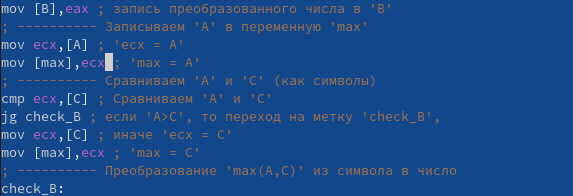 mov [B],eax ; запись преобразованного числа в 'B'
; ---------- Записываем 'A' в переменную 'max'
mov ecx,[A] ; 'ecx = A'
mov [max],ecx ; 'max = A'
; ---------- Сравниваем 'A' и 'С' (как символы)
cmp ecx,[C] ; Сравниваем 'A' и 'С'
jg check_B ; если 'A>C', то переход на метку 'check_B',
mov ecx,[C] ; иначе 'ecx = C'
mov [max],ecx ; 'max = C'
; ---------- Преобразование 'max(A,C)' из символа в число
check_B: